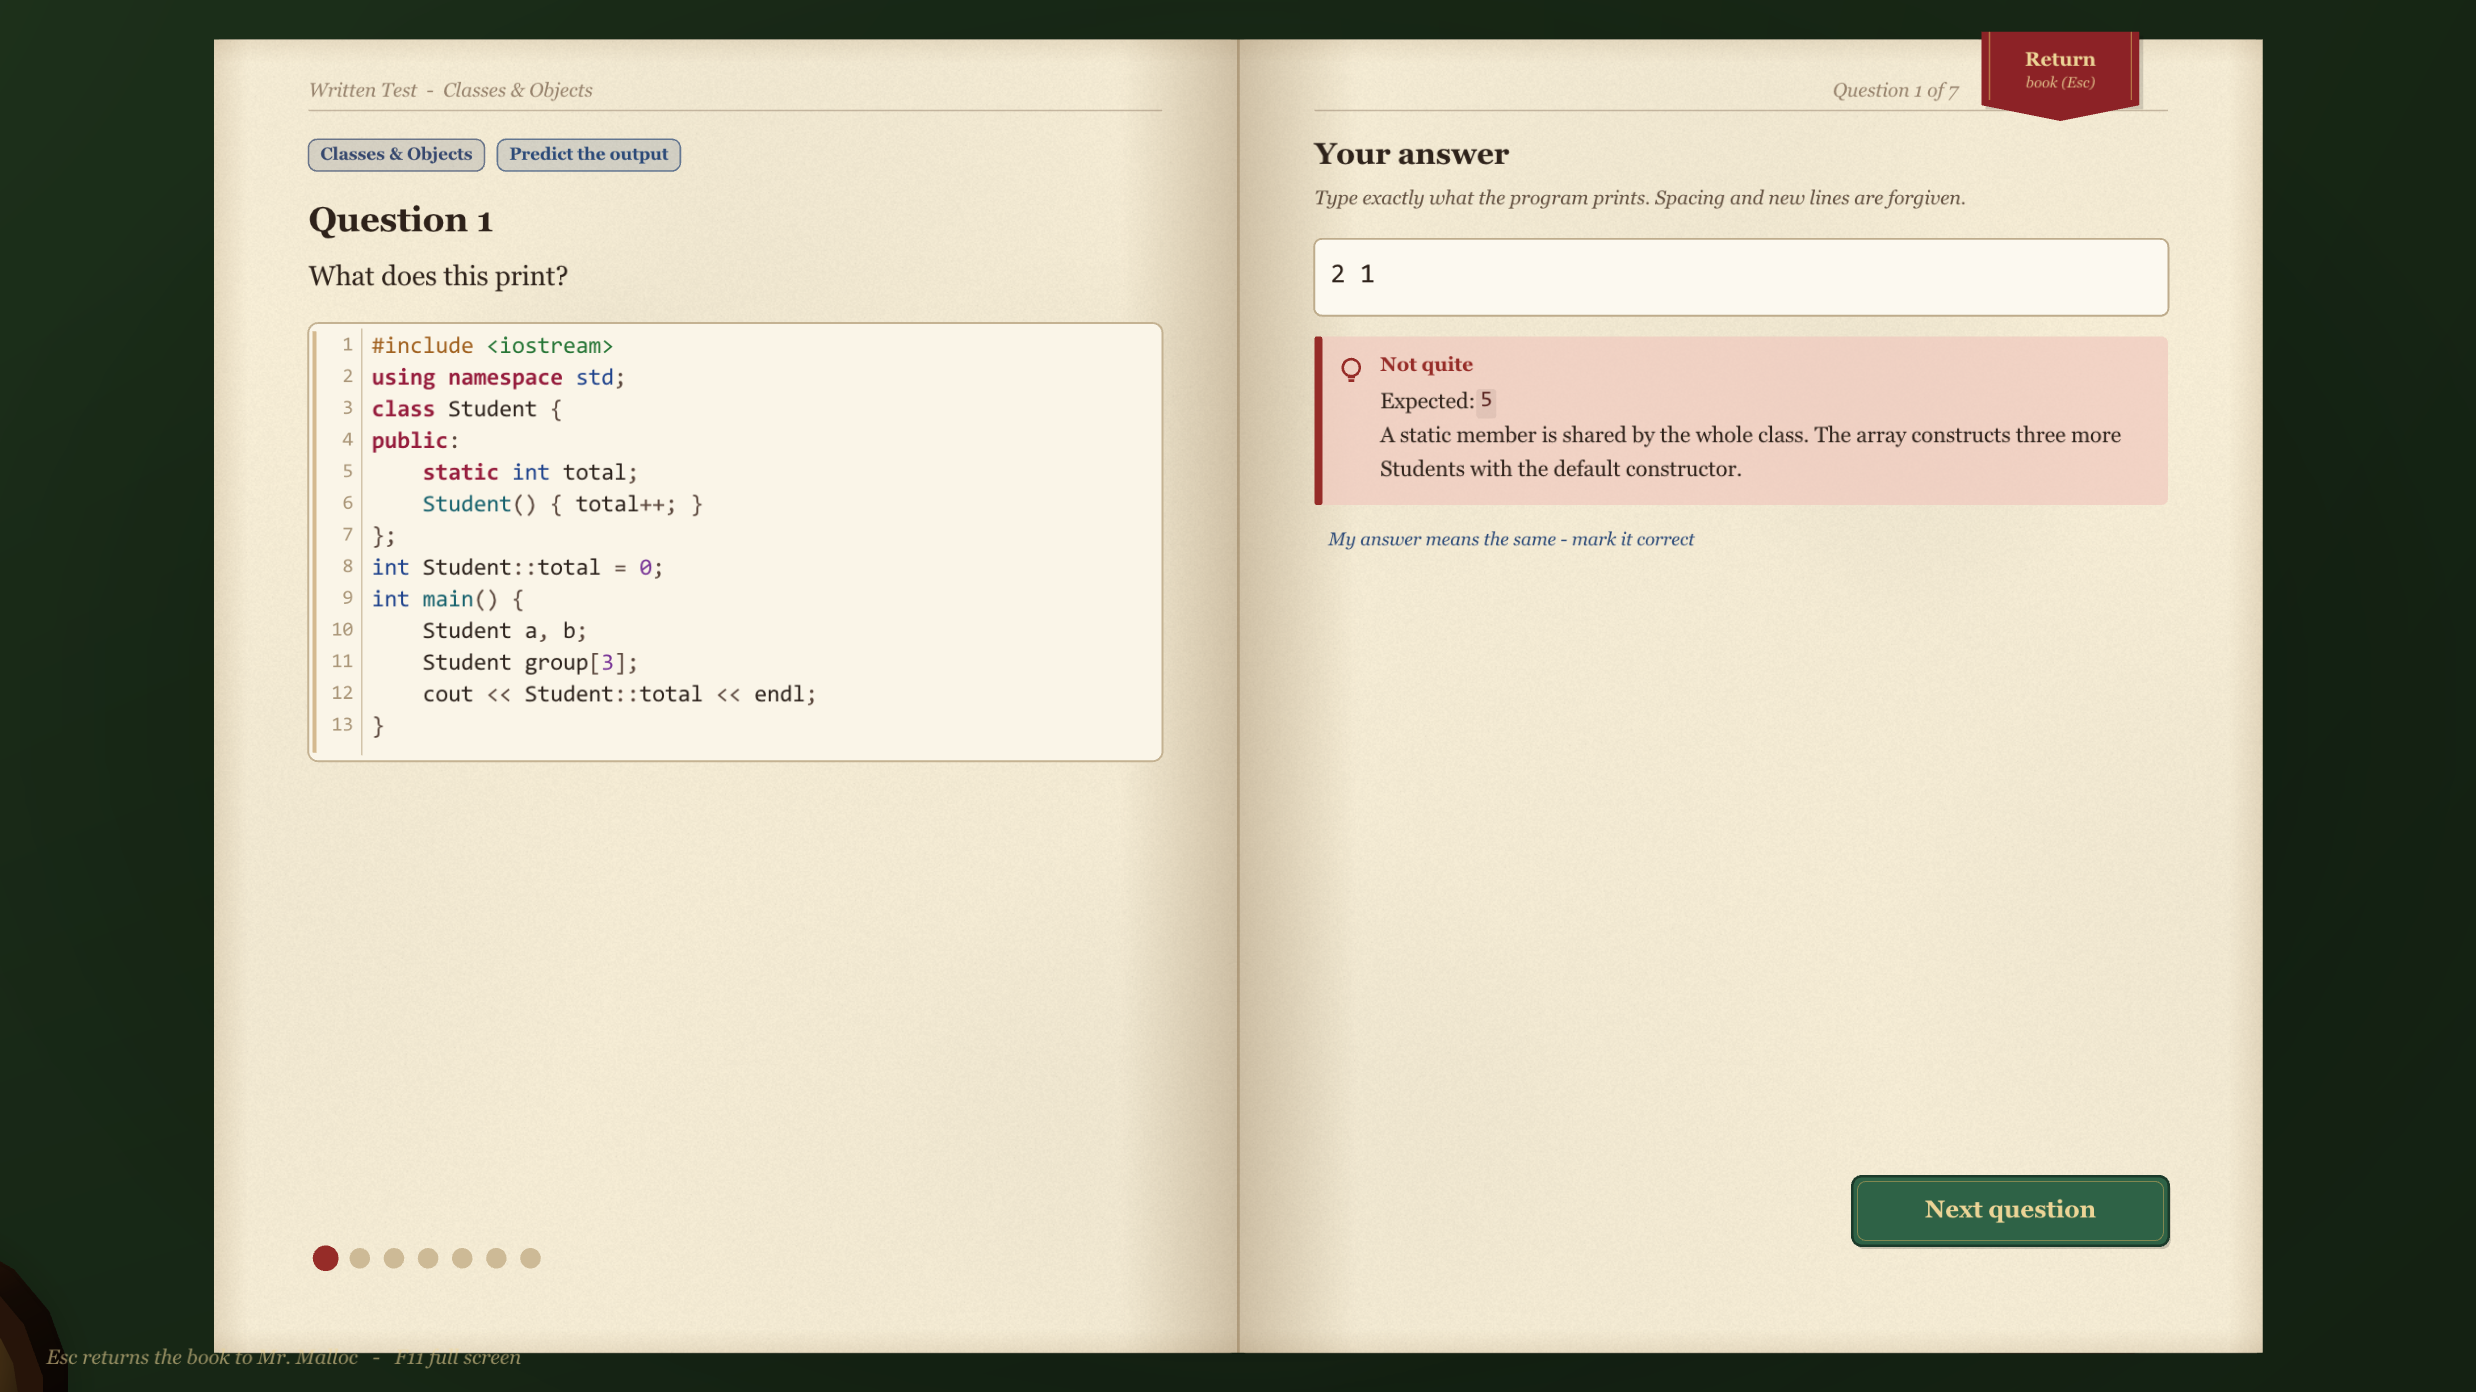 Written Test - Classes & Objects
Classes & Objects
Predict the output
Question 1
What does this print?
1 #include <iostream>
2 using namespace std;
3 class Student {
4 public:
5     static int total;
6     Student() { total++; }
7 };
8 int Student::total = 0;
9 int main() {
10     Student a, b;
11     Student group[3];
12     cout << Student::total << endl;
13 }
Esc returns the book to Mr. Malloc - F11 full screen
Question 1 of 7
Return
book (Esc)
Your answer
Type exactly what the program prints. Spacing and new lines are forgiven.
2 1
Not quite
Expected: 5
A static member is shared by the whole class. The array constructs three more
Students with the default constructor.
My answer means the same - mark it correct
Next question